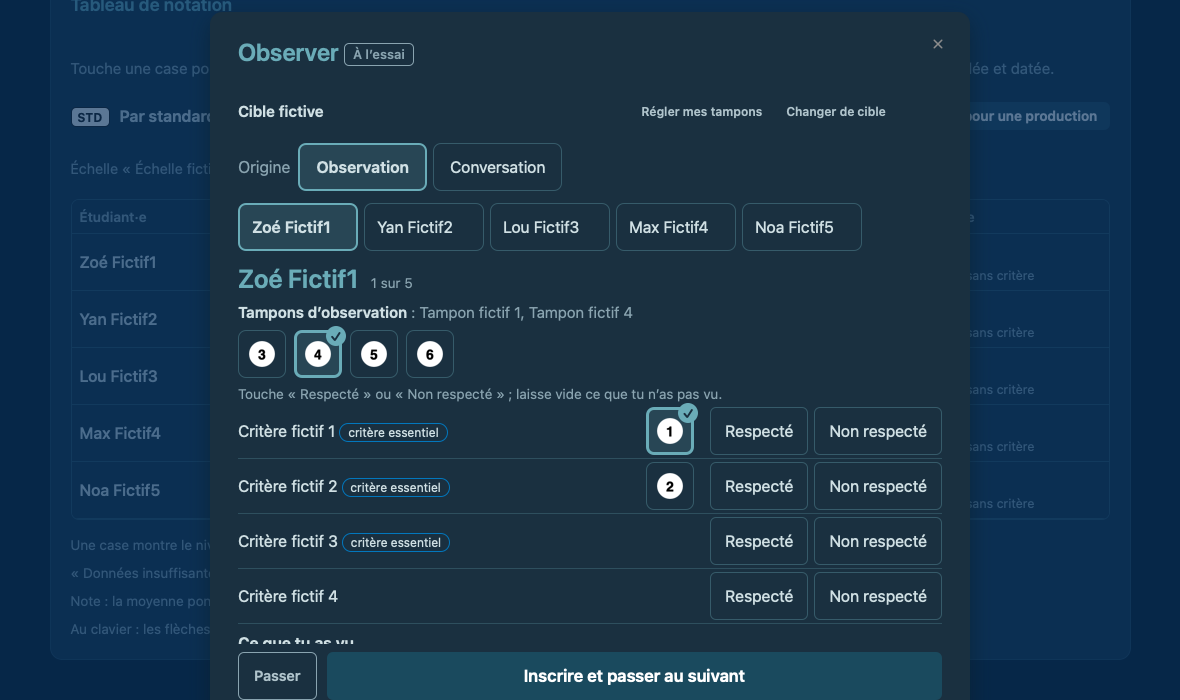 Tableau de notation
Observer À l’essai ×
Touche une case
ée et datée.
Cible fictive Régler mes tampons Changer de cible
STD Par standard
pour une production
Origine Observation Conversation
Échelle « Échelle
Zoé Fictif1 Yan Fictif2 Lou Fictif3 Max Fictif4 Noa Fictif5
Étudiant·e
Zoé Fictif1
Zoé Fictif1 1 sur 5
sans critère
Tampons d’observation : Tampon fictif 1, Tampon fictif 4
Yan Fictif2
sans critère
3 4 5 6
Lou Fictif3
Touche « Respecté » ou « Non respecté » ; laisse vide ce que tu n’as pas vu.
sans critère
Critère fictif 1 critère essentiel 1 Respecté Non respecté
Max Fictif4
sans critère
Critère fictif 2 critère essentiel 2 Respecté Non respecté
Noa Fictif5
sans critère
Critère fictif 3 critère essentiel Respecté Non respecté
Une case montre le
« Données
Critère fictif 4 Respecté Non respecté
Note : la moyenne
Au clavier : les flèches
Ce que tu as vu
Passer Inscrire et passer au suivant